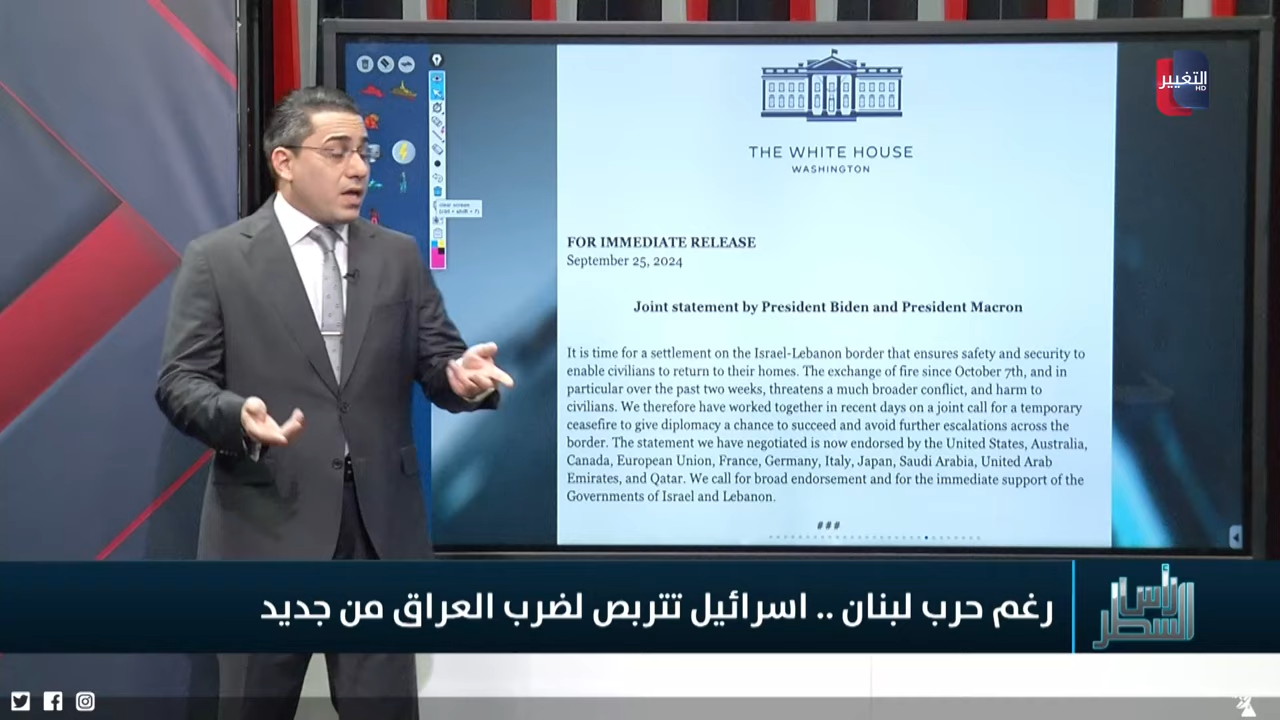 التغيير
HD
THE WHITE HOUSE
WASHINGTON
FOR IMMEDIATE RELEASE
September 25, 2024
Joint statement by President Biden and President Macron
It is time for a settlement on the Israel-Lebanon border that ensures safety and security to
enable civilians to return to their homes. The exchange of fire since October 7th, and in
particular over the past two weeks, threatens a much broader conflict, and harm to
civilians. We therefore have worked together in recent days on a joint call for a temporary
ceasefire to give diplomacy a chance to succeed and avoid further escalations across the
border. The statement we have negotiated is now endorsed by the United States, Australia,
Canada, European Union, France, Germany, Italy, Japan, Saudi Arabia, United Arab
Emirates, and Qatar. We call for broad endorsement and for the immediate support of the
Governments of Israel and Lebanon.
###
رغم حرب لبنان .. اسرائيل تتربص لضرب العراق من جديد
رأس
السطر